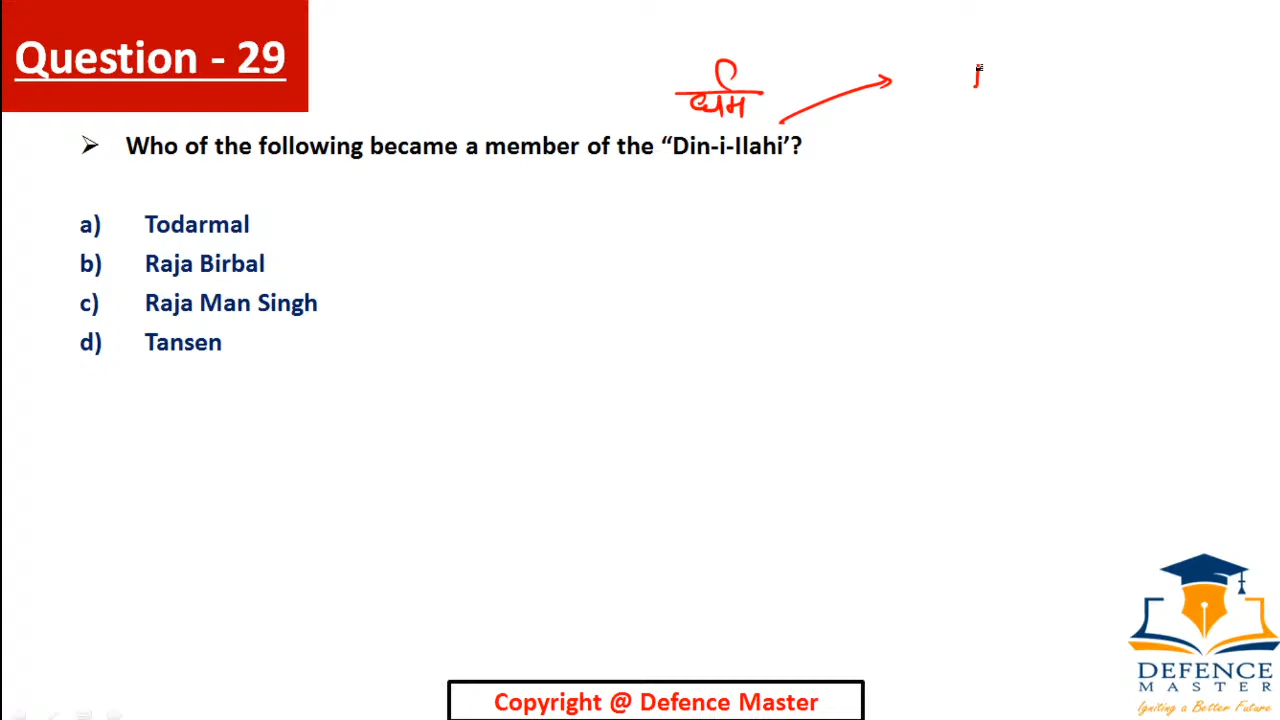 Question - 29
धर्म
Who of the following became a member of the “Din-i-Ilahi’?
a) Todarmal
b) Raja Birbal
c) Raja Man Singh
d) Tansen
DEFENCE
MASTER
Igniting a Better Future
Copyright @ Defence Master